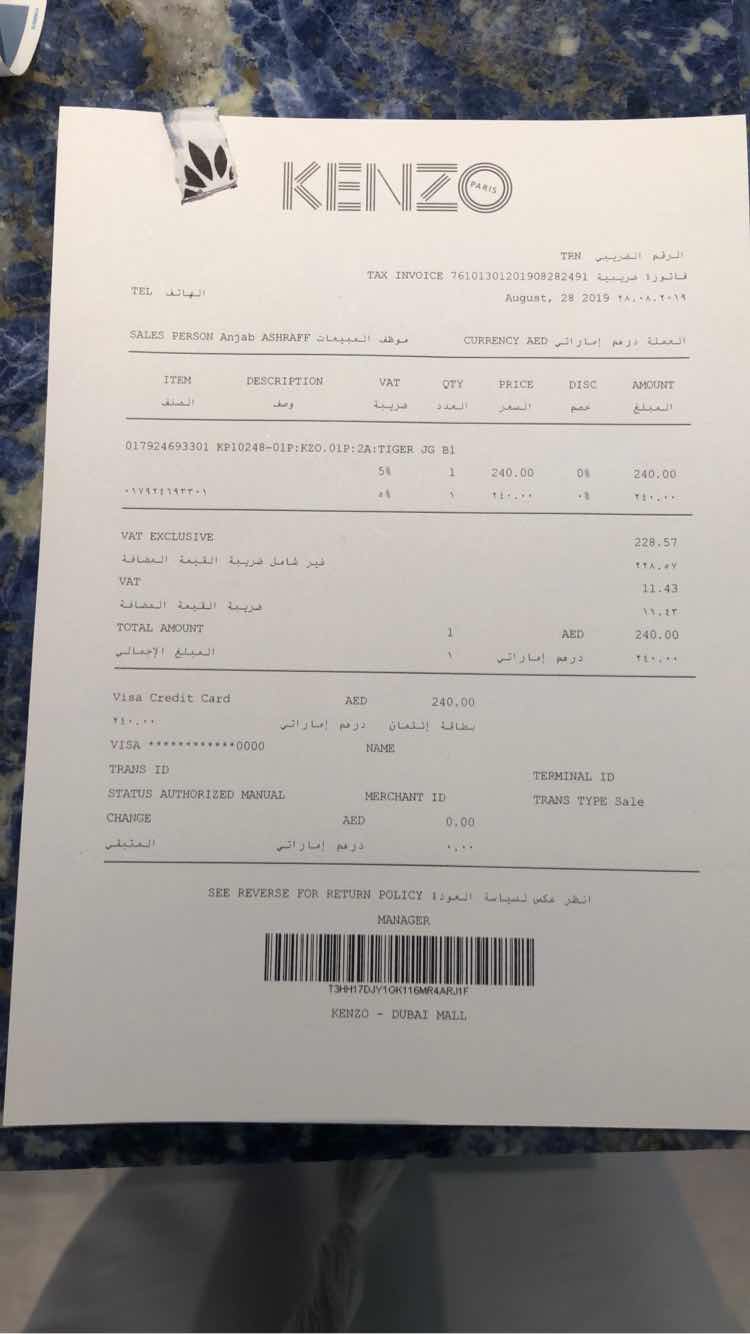 KENZO
PARIS
TRN الرقم الضريبي
TAX INVOICE 76101301201908282491 فاتورة ضريبية
TEL الهاتف
August, 28 2019 ٢٨.٠٨.٢٠١٩
SALES PERSON Anjab ASHRAFF موظف المبيعات
CURRENCY AED العملة درهم إماراتي
ITEM DESCRIPTION VAT QTY PRICE DISC AMOUNT
الصنف وصف ضريبة العدد السعر خصم المبلغ
017924693301 KP10248-01P:KZO.01P:2A:TIGER JG B1
5% 1 240.00 0% 240.00
٠١٧٩٢٤٦٩٣٣٠١ ٥% ١ ٢٤٠.٠٠ ٠% ٢٤٠.٠٠
VAT EXCLUSIVE 228.57
غير شامل ضريبة القيمة المضافة ٢٢٨.٥٧
VAT 11.43
ضريبة القيمة المضافة ١١.٤٣
TOTAL AMOUNT 1 AED 240.00
المبلغ الإجمالي ١ درهم إماراتي ٢٤٠.٠٠
Visa Credit Card AED 240.00
٢٤٠.٠٠ درهم إماراتي بطاقة إئتمان
VISA ************0000 NAME
TRANS ID TERMINAL ID
STATUS AUTHORIZED MANUAL MERCHANT ID TRANS TYPE Sale
CHANGE AED 0.00
المتبقي درهم إماراتي ٠.٠٠
SEE REVERSE FOR RETURN POLICY انظر عكس لسياسة العودة
MANAGER
T3HH17DJY1GK116MR4ARJ1F
KENZO - DUBAI MALL